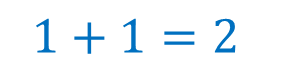 1 + 1 = 2